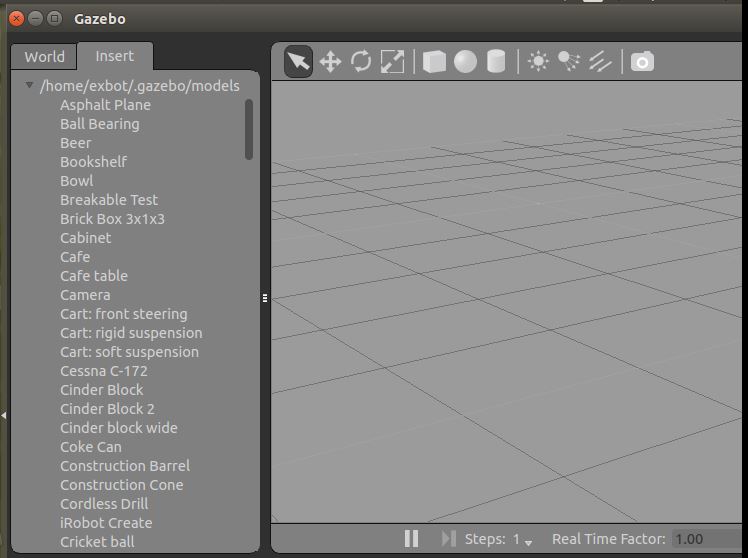 Gazebo
World Insert
/home/exbot/.gazebo/models
Asphalt Plane
Ball Bearing
Beer
Bookshelf
Bowl
Breakable Test
Brick Box 3x1x3
Cabinet
Cafe
Cafe table
Camera
Cart: front steering
Cart: rigid suspension
Cart: soft suspension
Cessna C-172
Cinder Block
Cinder Block 2
Cinder block wide
Coke Can
Construction Barrel
Construction Cone
Cordless Drill
iRobot Create
Cricket ball
Steps: 1 Real Time Factor: 1.00